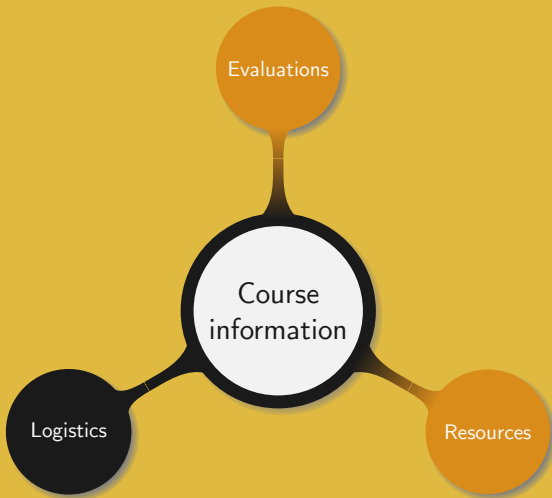 Evaluations
Course
information
Logistics
Resources